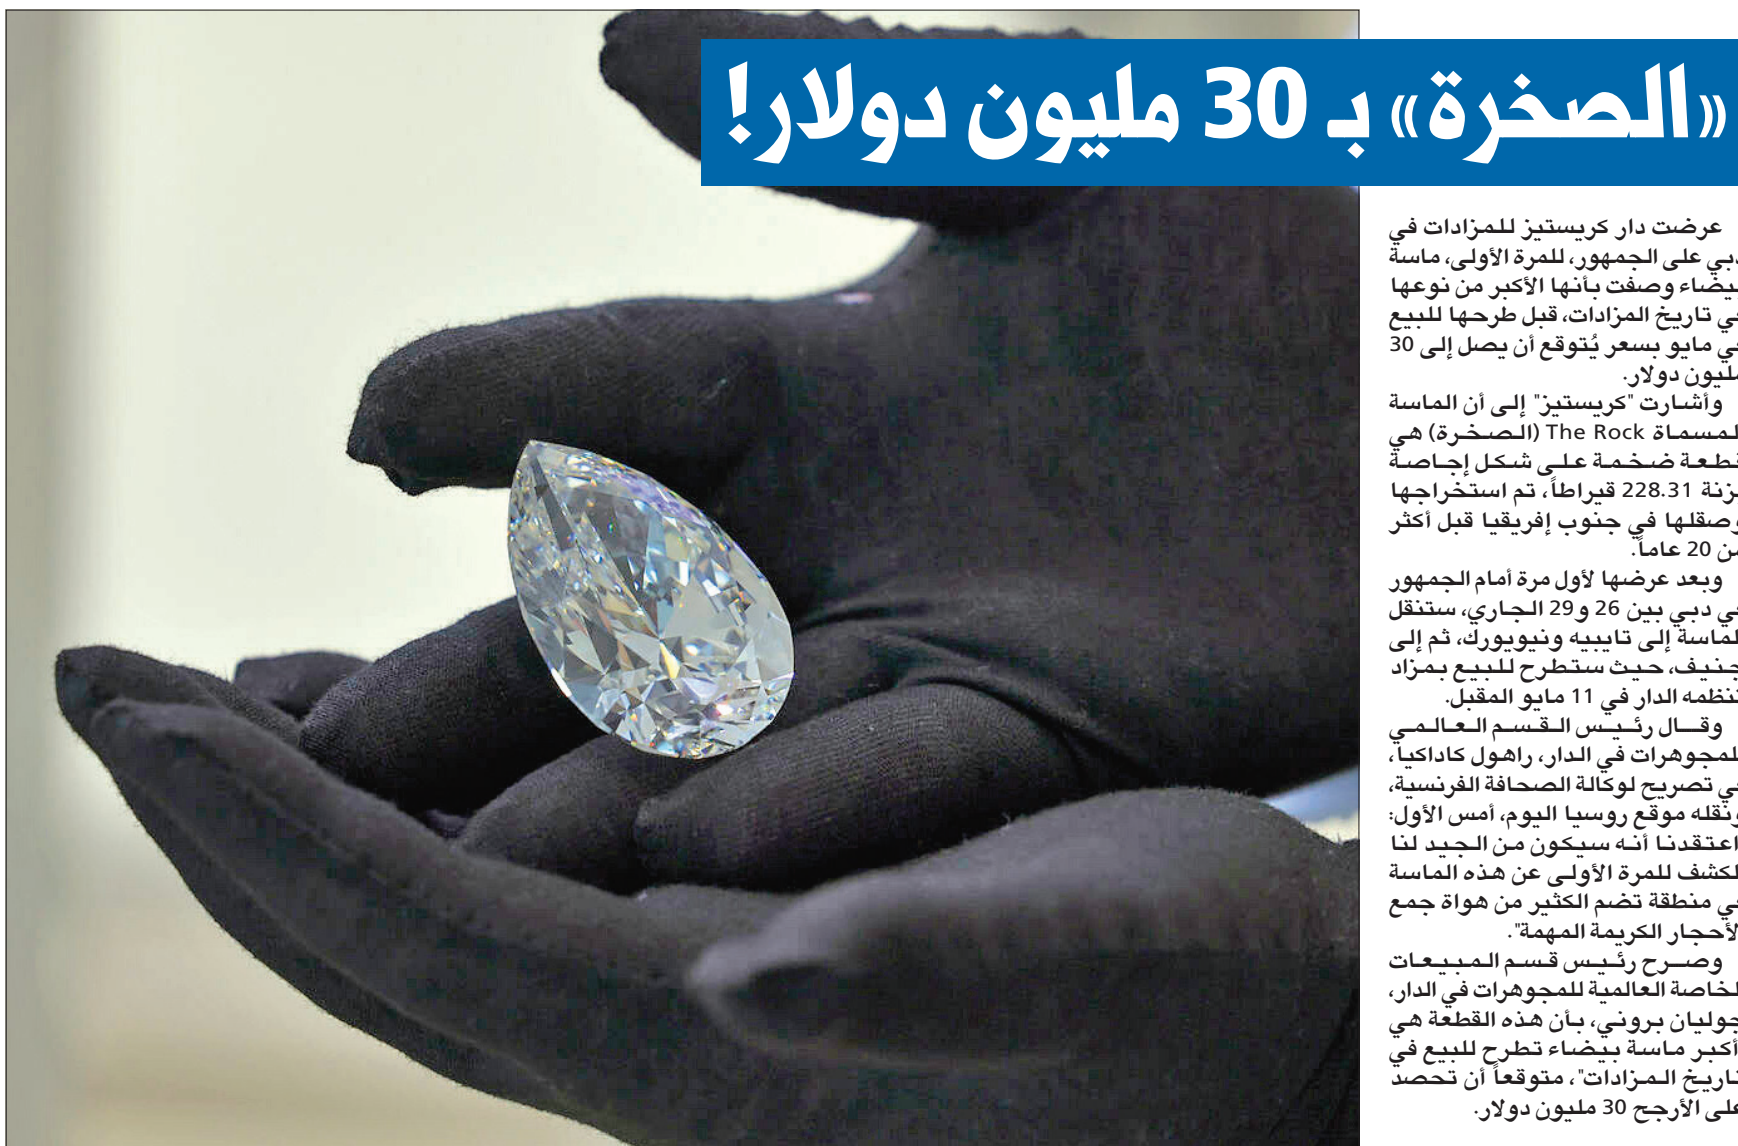 «الصخرة» بـ 30 مليون دولار!
عرضت دار كريستيز للمزادات في
دبي على الجمهور، للمرة الأولى، ماسة
بيضاء وصفت بأنها الأكبر من نوعها
في تاريخ المزادات، قبل طرحها للبيع
في مايو بسعر يُتوقع أن يصل إلى 30
مليون دولار.
وأشارت "كريستيز" إلى أن الماسة
المسماة The Rock (الصخرة) هي
قطعة ضخمة على شكل إجاصة
بزنة 228.31 قيراطاً، تم استخراجها
وصقلها في جنوب إفريقيا قبل أكثر
من 20 عاماً.
وبعد عرضها لأول مرة أمام الجمهور
في دبي بين 26 و29 الجاري، ستنقل
الماسة إلى تايبيه ونيويورك، ثم إلى
جنيف، حيث ستطرح للبيع بمزاد
تنظمه الدار في 11 مايو المقبل.
وقال رئيس القسم العالمي
للمجوهرات في الدار، راهول كاداكيا،
في تصريح لوكالة الصحافة الفرنسية،
ونقله موقع روسيا اليوم، أمس الأول:
"اعتقدنا أنه سيكون من الجيد لنا
الكشف للمرة الأولى عن هذه الماسة
في منطقة تضم الكثير من هواة جمع
الأحجار الكريمة المهمة".
وصرح رئيس قسم المبيعات
الخاصة العالمية للمجوهرات في الدار،
جوليان بروني، بأن هذه القطعة هي
"أكبر ماسة بيضاء تطرح للبيع في
تاريخ المزادات"، متوقعاً أن تحصد
على الأرجح 30 مليون دولار.